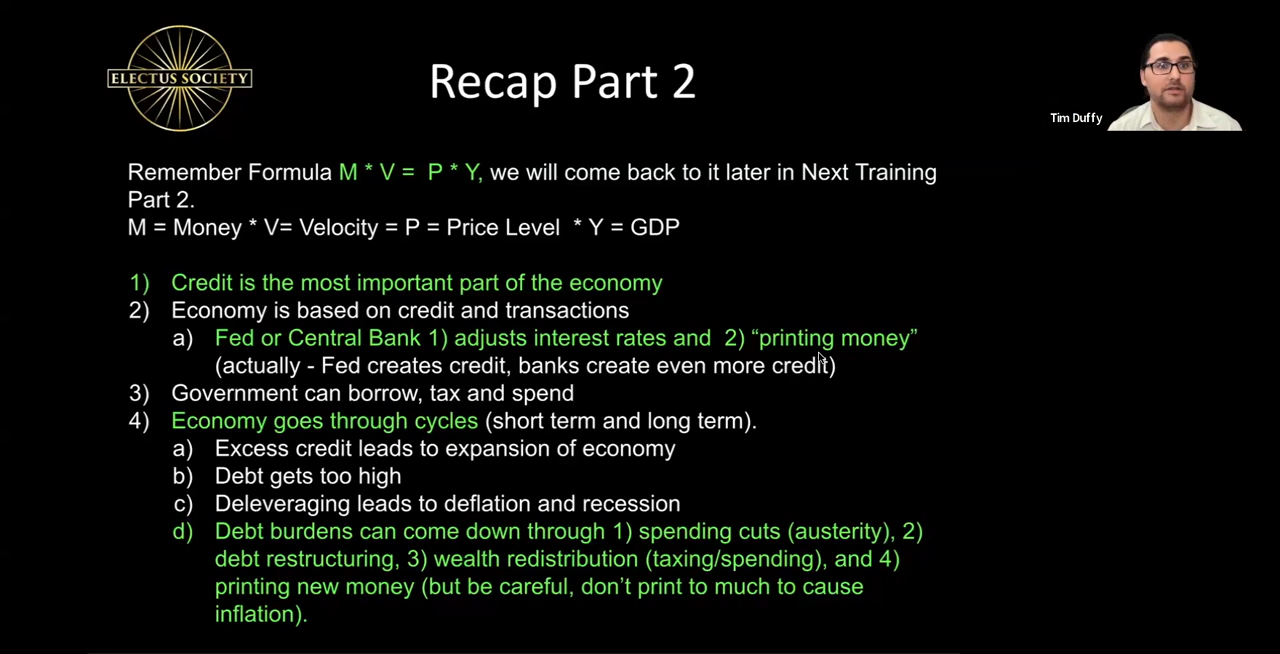 ELECTUS SOCIETY
Recap Part 2
Tim Duffy
Remember Formula M * V = P * Y, we will come back to it later in Next Training
Part 2.
M = Money * V= Velocity = P = Price Level * Y = GDP
1) Credit is the most important part of the economy
2) Economy is based on credit and transactions
a) Fed or Central Bank 1) adjusts interest rates and 2) “printing money”
(actually - Fed creates credit, banks create even more credit)
3) Government can borrow, tax and spend
4) Economy goes through cycles (short term and long term).
a) Excess credit leads to expansion of economy
b) Debt gets too high
c) Deleveraging leads to deflation and recession
d) Debt burdens can come down through 1) spending cuts (austerity), 2)
debt restructuring, 3) wealth redistribution (taxing/spending), and 4)
printing new money (but be careful, don’t print to much to cause
inflation).